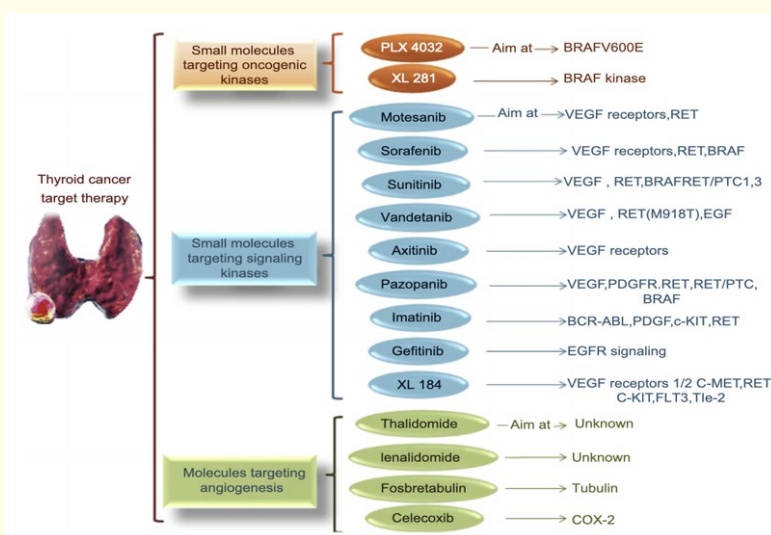 Thyroid cancer
target therapy
Small molecules
targeting oncogenic
kinases
PLX 4032 Aim at BRAFV600E
XL 281 BRAF kinase
Small molecules
targeting signaling
kinases
Motesanib Aim at VEGF receptors,RET
Sorafenib VEGF receptors,RET,BRAF
Sunitinib VEGF , RET,BRAFRET/PTC1,3
Vandetanib VEGF , RET(M918T),EGF
Axitinib VEGF receptors
Pazopanib VEGF,PDGFR.RET,RET/PTC,
BRAF
Imatinib BCR-ABL,PDGF,c-KIT,RET
Gefitinib EGFR signaling
XL 184 VEGF receptors 1/2 C-MET,RET
C-KIT,FLT3,TIe-2
Molecules targeting
angiogenesis
Thalidomide Aim at Unknown
lenalidomide Unknown
Fosbretabulin Tubulin
Celecoxib COX-2